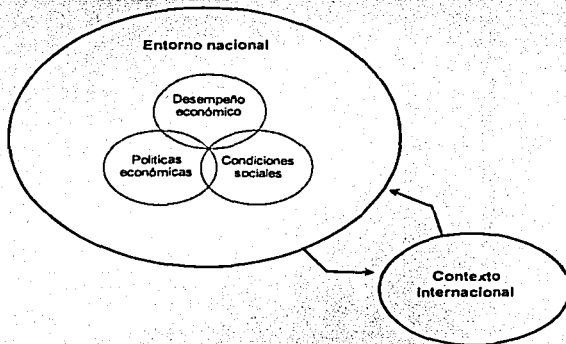 Entorno nacional
Desempeño
económico
Políticas
económicas
Condiciones
sociales
Contexto
Internacional